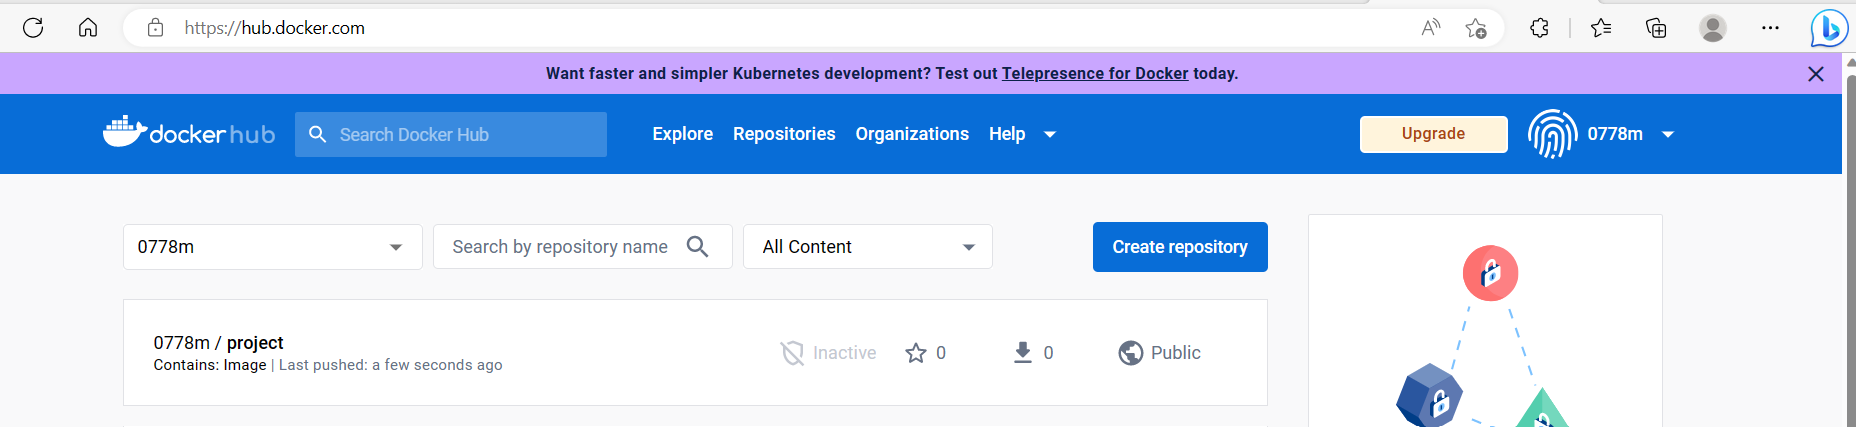 https://hub.docker.com
Want faster and simpler Kubernetes development? Test out Telepresence for Docker today.
docker hub
Search Docker Hub
Explore Repositories Organizations Help
Upgrade
0778m
0778m
Search by repository name
All Content
Create repository
0778m / project
Contains: Image | Last pushed: a few seconds ago
Inactive
0
0
Public